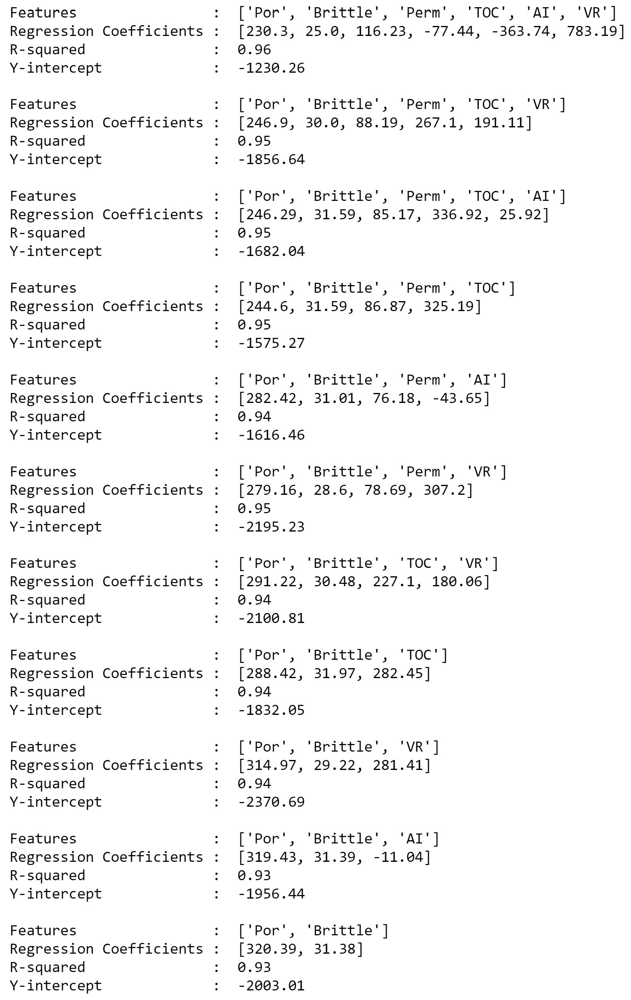 Features                :  ['Por', 'Brittle', 'Perm', 'TOC', 'AI', 'VR']
Regression Coefficients :  [230.3, 25.0, 116.23, -77.44, -363.74, 783.19]
R-squared               :  0.96
Y-intercept             :  -1230.26

Features                :  ['Por', 'Brittle', 'Perm', 'TOC', 'VR']
Regression Coefficients :  [246.9, 30.0, 88.19, 267.1, 191.11]
R-squared               :  0.95
Y-intercept             :  -1856.64

Features                :  ['Por', 'Brittle', 'Perm', 'TOC', 'AI']
Regression Coefficients :  [246.29, 31.59, 85.17, 336.92, 25.92]
R-squared               :  0.95
Y-intercept             :  -1682.04

Features                :  ['Por', 'Brittle', 'Perm', 'TOC']
Regression Coefficients :  [244.6, 31.59, 86.87, 325.19]
R-squared               :  0.95
Y-intercept             :  -1575.27

Features                :  ['Por', 'Brittle', 'Perm', 'AI']
Regression Coefficients :  [282.42, 31.01, 76.18, -43.65]
R-squared               :  0.94
Y-intercept             :  -1616.46

Features                :  ['Por', 'Brittle', 'Perm', 'VR']
Regression Coefficients :  [279.16, 28.6, 78.69, 307.2]
R-squared               :  0.95
Y-intercept             :  -2195.23

Features                :  ['Por', 'Brittle', 'TOC', 'VR']
Regression Coefficients :  [291.22, 30.48, 227.1, 180.06]
R-squared               :  0.94
Y-intercept             :  -2100.81

Features                :  ['Por', 'Brittle', 'TOC']
Regression Coefficients :  [288.42, 31.97, 282.45]
R-squared               :  0.94
Y-intercept             :  -1832.05

Features                :  ['Por', 'Brittle', 'VR']
Regression Coefficients :  [314.97, 29.22, 281.41]
R-squared               :  0.94
Y-intercept             :  -2370.69

Features                :  ['Por', 'Brittle', 'AI']
Regression Coefficients :  [319.43, 31.39, -11.04]
R-squared               :  0.93
Y-intercept             :  -1956.44

Features                :  ['Por', 'Brittle']
Regression Coefficients :  [320.39, 31.38]
R-squared               :  0.93
Y-intercept             :  -2003.01